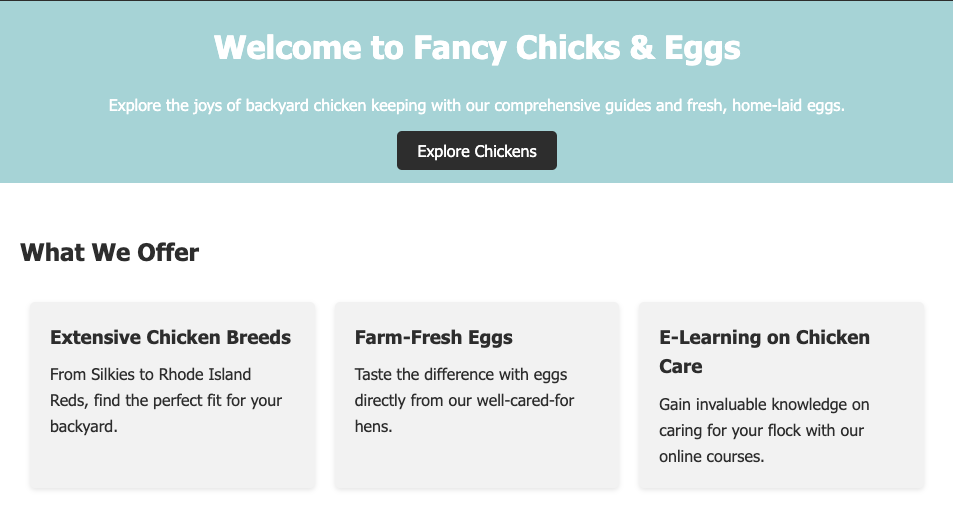 Welcome to Fancy Chicks & Eggs
Explore the joys of backyard chicken keeping with our comprehensive guides and fresh, home-laid eggs.
Explore Chickens
What We Offer
Extensive Chicken Breeds
From Silkies to Rhode Island
Reds, find the perfect fit for your
backyard.
Farm-Fresh Eggs
Taste the difference with eggs
directly from our well-cared-for
hens.
E-Learning on Chicken
Care
Gain invaluable knowledge on
caring for your flock with our
online courses.